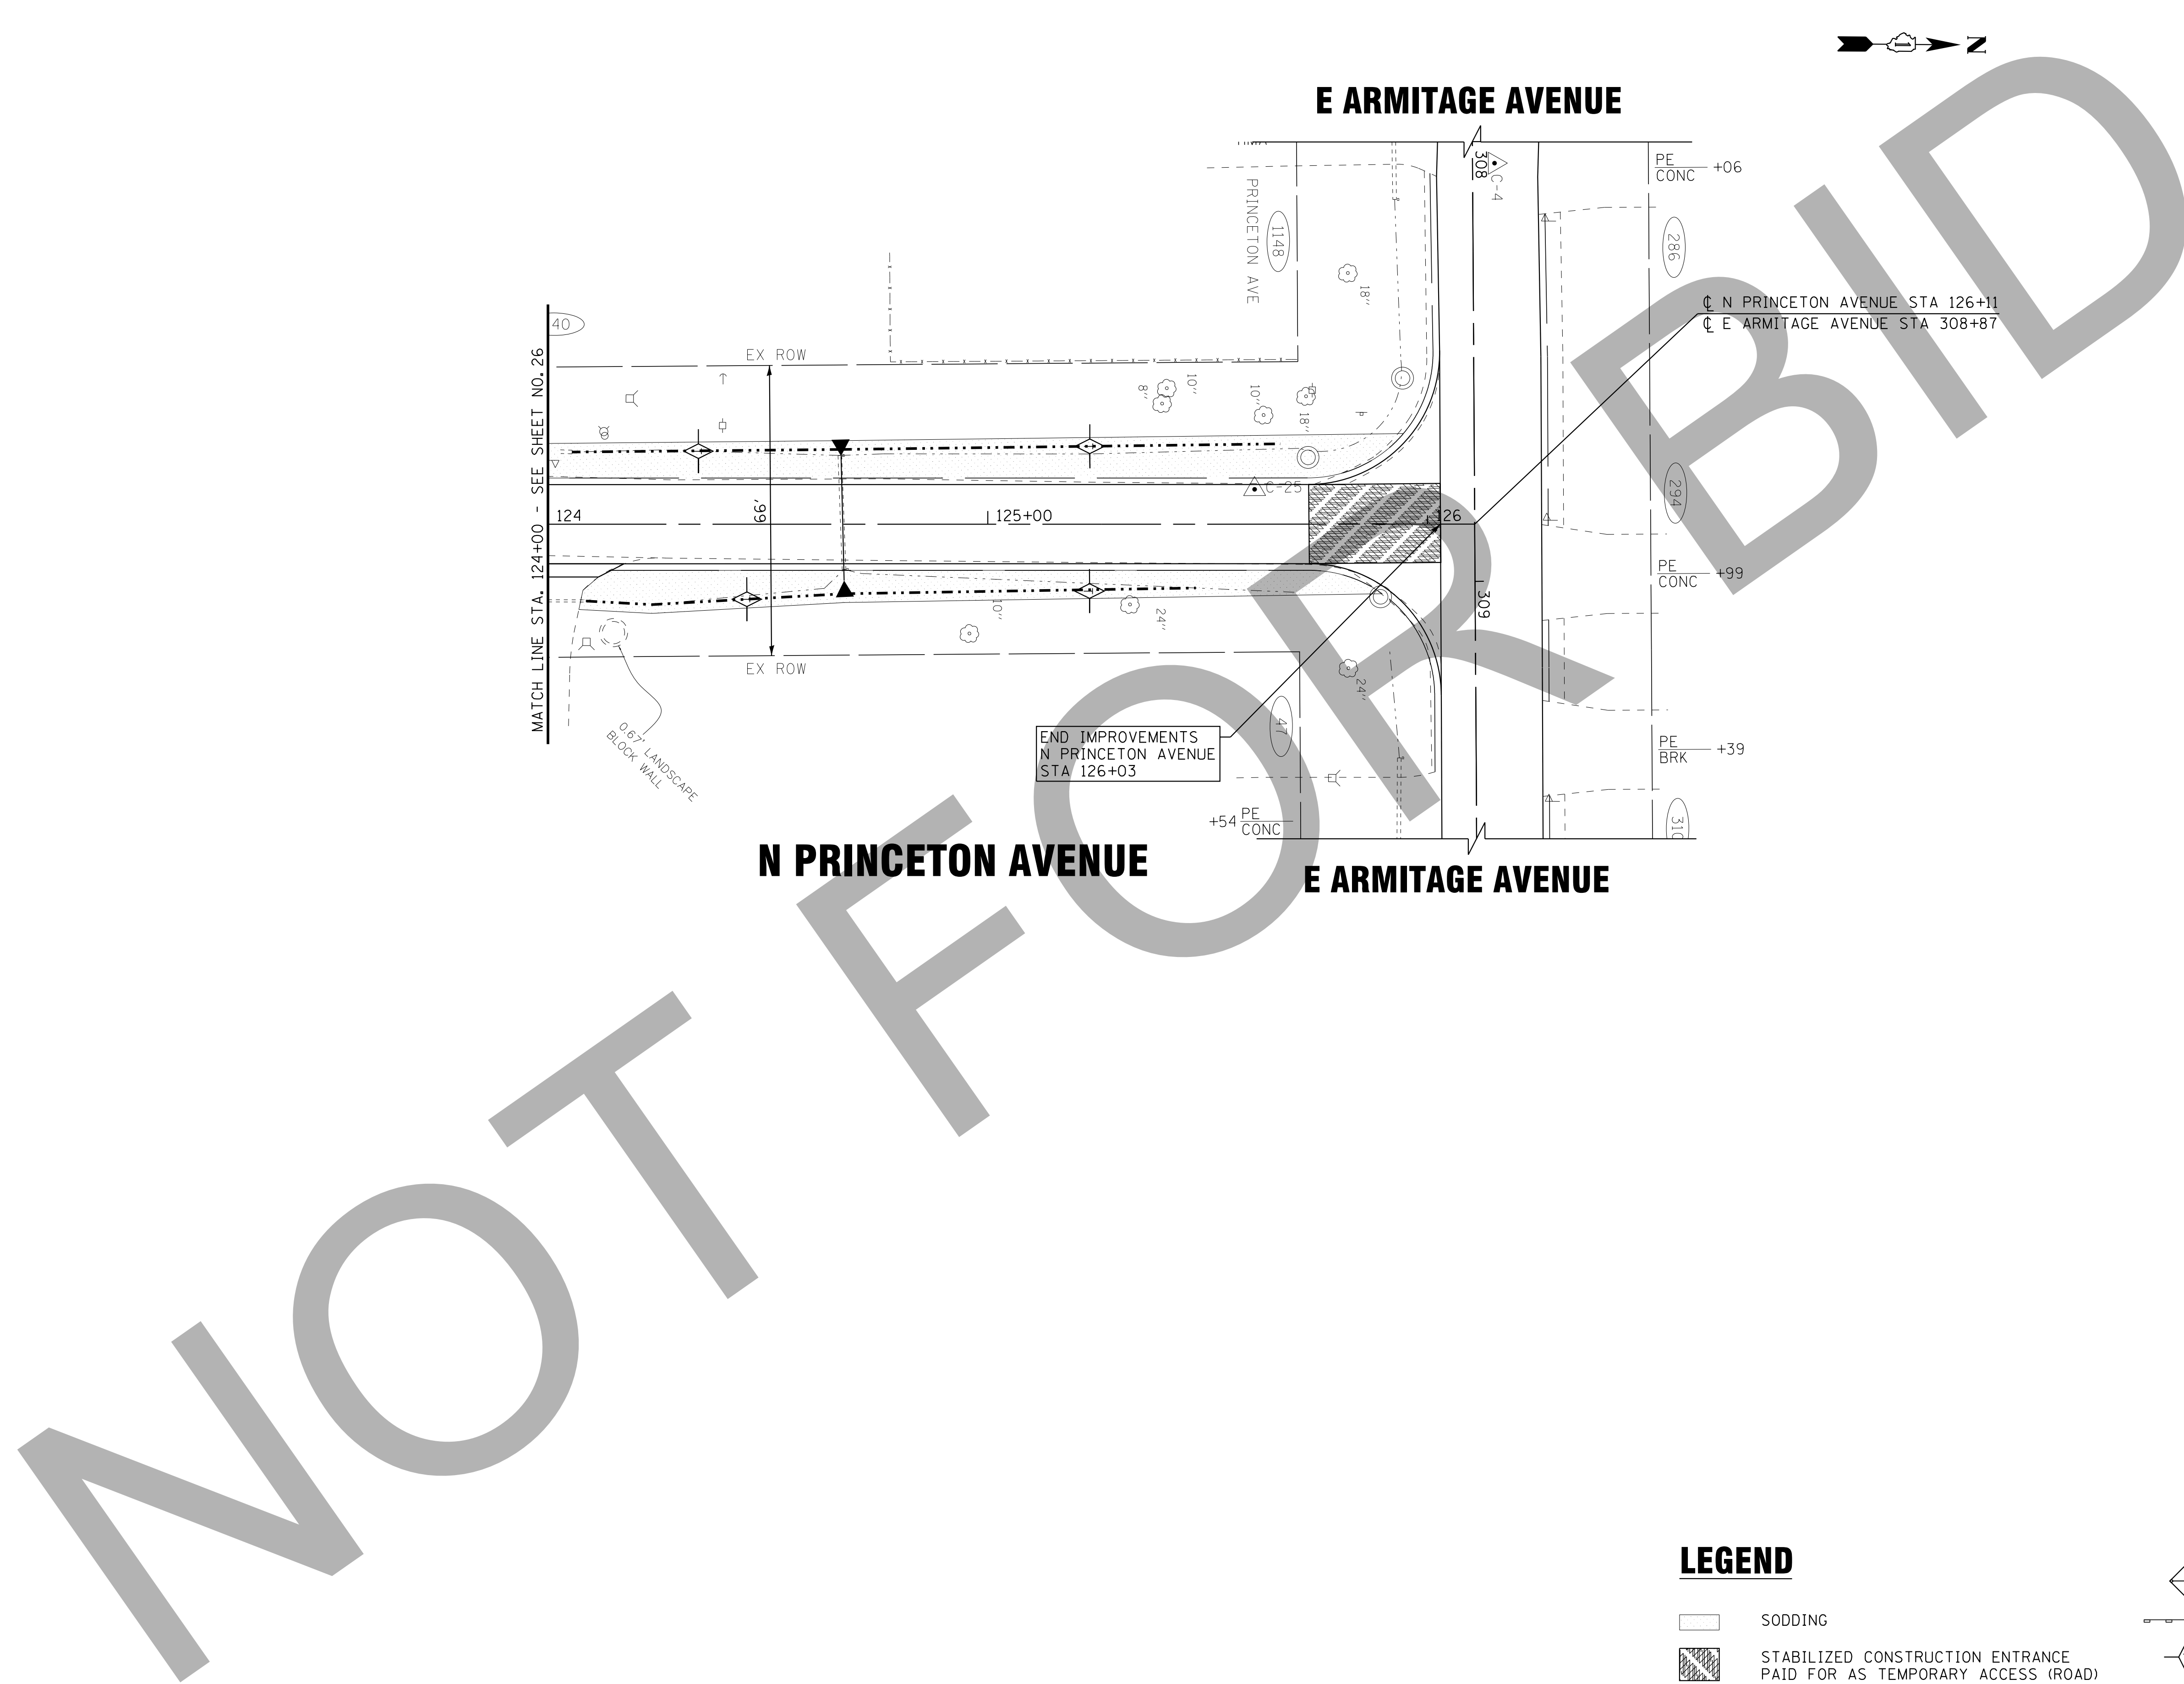 N
E ARMITAGE AVENUE
308
C-4
PE
CONC
+06
PRINCETON AVE
1148
286
18"
℄ N PRINCETON AVENUE STA 126+11
℄ E ARMITAGE AVENUE STA 308+87
40
EX ROW
8"
10"
10"
18"
MATCH LINE STA. 124+00 - SEE SHEET NO. 26
66'
C-25
294
124
125+00
126
PE
CONC
+99
309
10"
24"
EX ROW
24"
47
0.67' LANDSCAPE
BLOCK WALL
END IMPROVEMENTS
N PRINCETON AVENUE
STA 126+03
PE
BRK
+39
+54
PE
CONC
310
N PRINCETON AVENUE
E ARMITAGE AVENUE
NOT FOR BID
LEGEND
SODDING
STABILIZED CONSTRUCTION ENTRANCE
PAID FOR AS TEMPORARY ACCESS (ROAD)